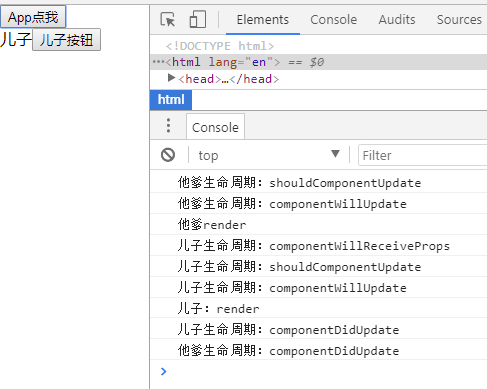 App点我
儿子 儿子按钮
Elements Console Audits Sources
<!DOCTYPE html>
···<html lang="en"> == $0
▶<head>…</head>
html
Console
top Filter
他爹生命周期：shouldComponentUpdate
他爹生命周期：componentWillUpdate
他爹render
儿子生命周期：componentWillReceiveProps
儿子生命周期：shouldComponentUpdate
儿子生命周期：componentWillUpdate
儿子：render
儿子生命周期：componentDidUpdate
他爹生命周期：componentDidUpdate